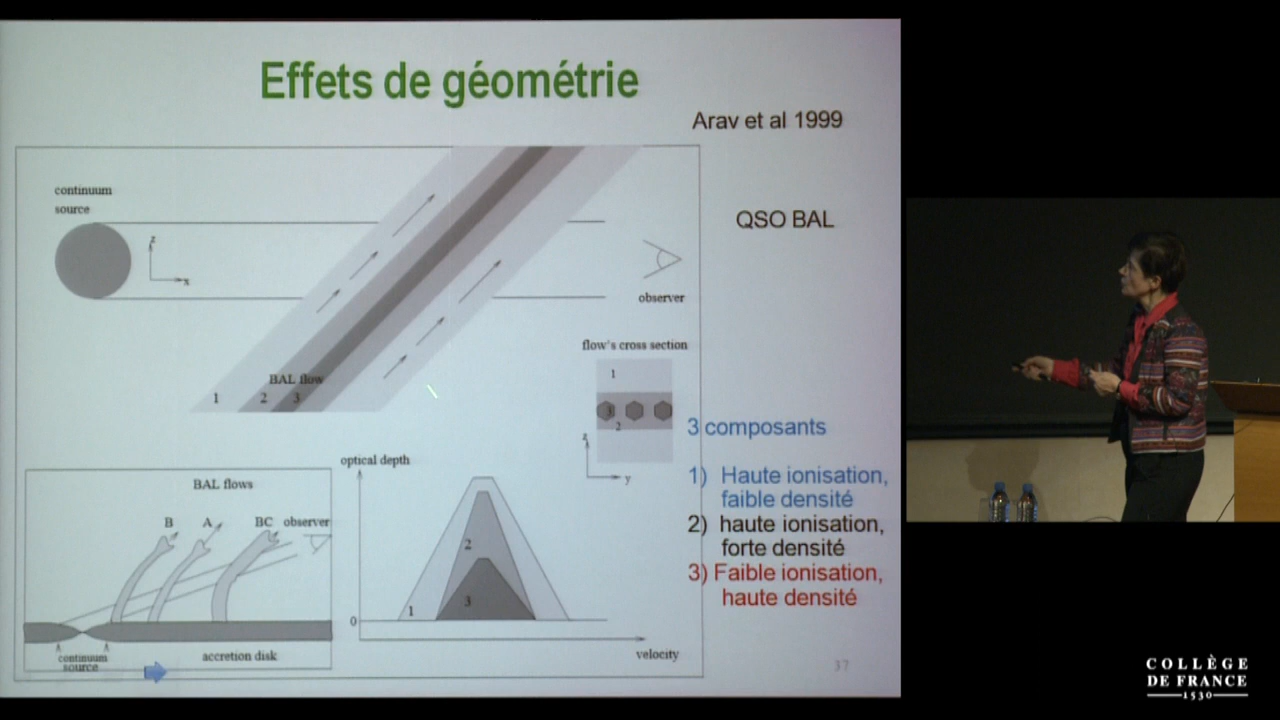 Effets de géométrie
Arav et al 1999
continuum
source
z
x
observer
QSO BAL
BAL flow
1 2 3
flow's cross section
1
3
2
z
y
3 composants
1) Haute ionisation,
faible densité
2) haute ionisation,
forte densité
3) Faible ionisation,
haute densité
BAL flows
B A BC observer
continuum
source
accretion disk
optical depth
2
3
1
0
velocity
37
COLLÈGE
DE FRANCE
1530